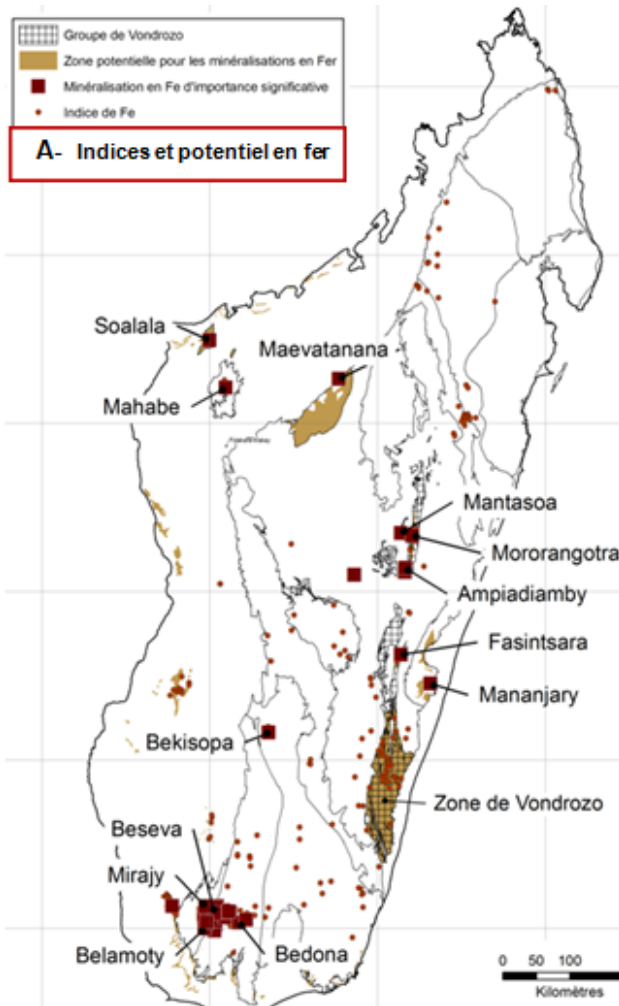 Groupe de Vondrozo
Zone potentielle pour les minéralisations en Fer
Minéralisation en Fe d'importance significative
Indice de Fe
A- Indices et potentiel en fer
Soalala
Maevatanana
Mahabe
Mantasoa
Mororangotra
Ampiadiamby
Fasintsara
Mananjary
Bekisopa
Zone de Vondrozo
Beseva
Mirajy
Belamoty
Bedona
0 50 100
Kilomètres